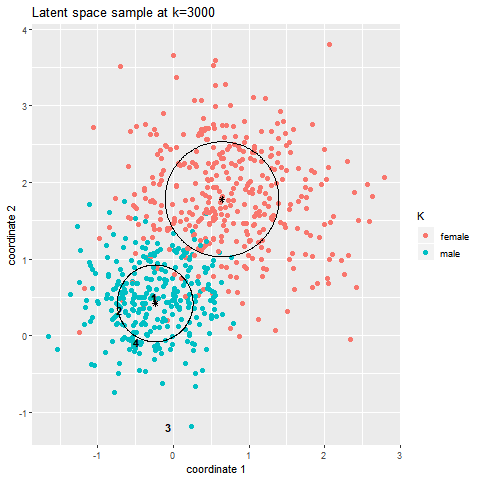 Latent space sample at k=3000
4
3
2
1
0
-1
coordinate 2
*
1
*
2
4
3
-1
0
1
2
3
coordinate 1
K
female
male